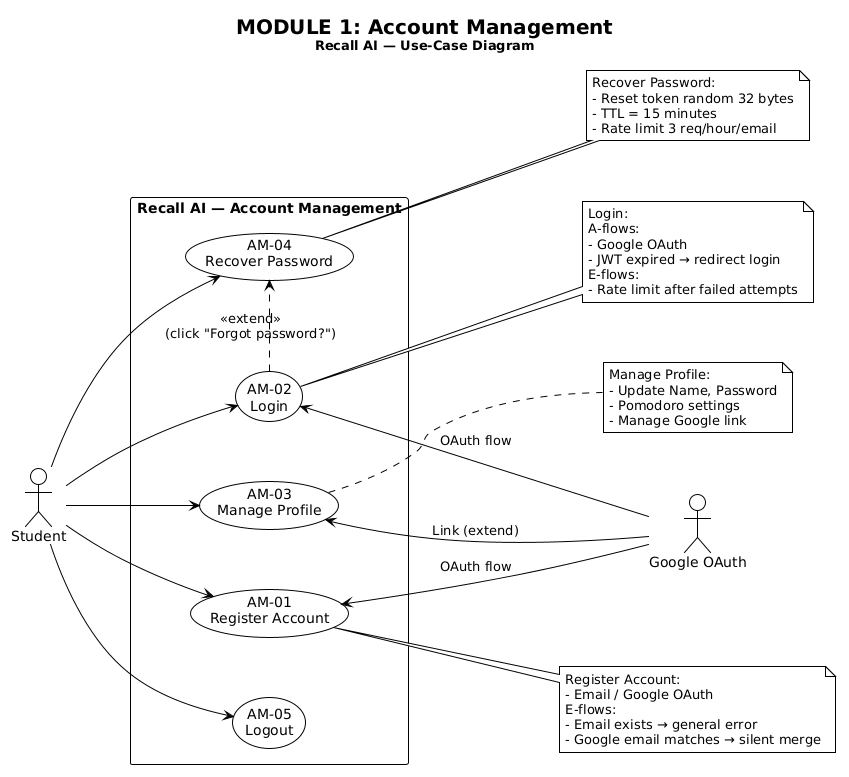 MODULE 1: Account Management
Recall AI — Use-Case Diagram
Recover Password:
- Reset token random 32 bytes
- TTL = 15 minutes
- Rate limit 3 req/hour/email
Recall AI — Account Management
AM-04
Recover Password
Login:
A-flows:
- Google OAuth
- JWT expired → redirect login
E-flows:
- Rate limit after failed attempts
«extend»
(click "Forgot password?")
AM-02
Login
Manage Profile:
- Update Name, Password
- Pomodoro settings
- Manage Google link
OAuth flow
AM-03
Manage Profile
Student
Link (extend)
Google OAuth
OAuth flow
AM-01
Register Account
Register Account:
- Email / Google OAuth
E-flows:
- Email exists → general error
- Google email matches → silent merge
AM-05
Logout